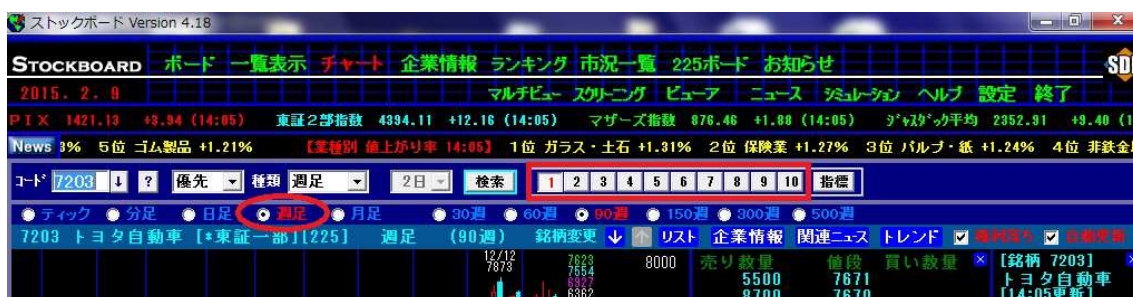 ストックボード Version 4.18
STOCKBOARD ボード 一覧表示 チャート 企業情報 ランキング 市況一覧 225ボード お知らせ SD
2015. 2. 9 マルチビュー スクリーニング ビューア ニュース シミュレーション ヘルプ 設定 終了
PIX 1421.13 +3.94 (14:05) 東証2部指数 4394.11 +12.16 (14:05) マザーズ指数 876.46 +1.88 (14:05) ジャスダック平均 2352.91 +9.40 (1
News 3% 5位 ゴム製品 +1.21% 【業種別 値上がり率 14:05】 1位 ガラス・土石 +1.31% 2位 保険業 +1.27% 3位 パルプ・紙 +1.24% 4位 非鉄金
コード 7203 ↓ ? 優先 種類 週足 2日 検索 1 2 3 4 5 6 7 8 9 10 指標
ティック 分足 日足 週足 月足 30週 60週 90週 150週 300週 500週
7203 トヨタ自動車 [*東証一部][225] 週足 (90週) 銘柄変更 ↓ ↑ リスト 企業情報 関連ニュース トレンド 権利落ち 自動更新
12/12 7623 8000 売り数量 値段 買い数量 × [銘柄 7203] ×
7873 7554 5500 7671 トヨタ自動車
6927 8700 7670 [14:05更新]
6362